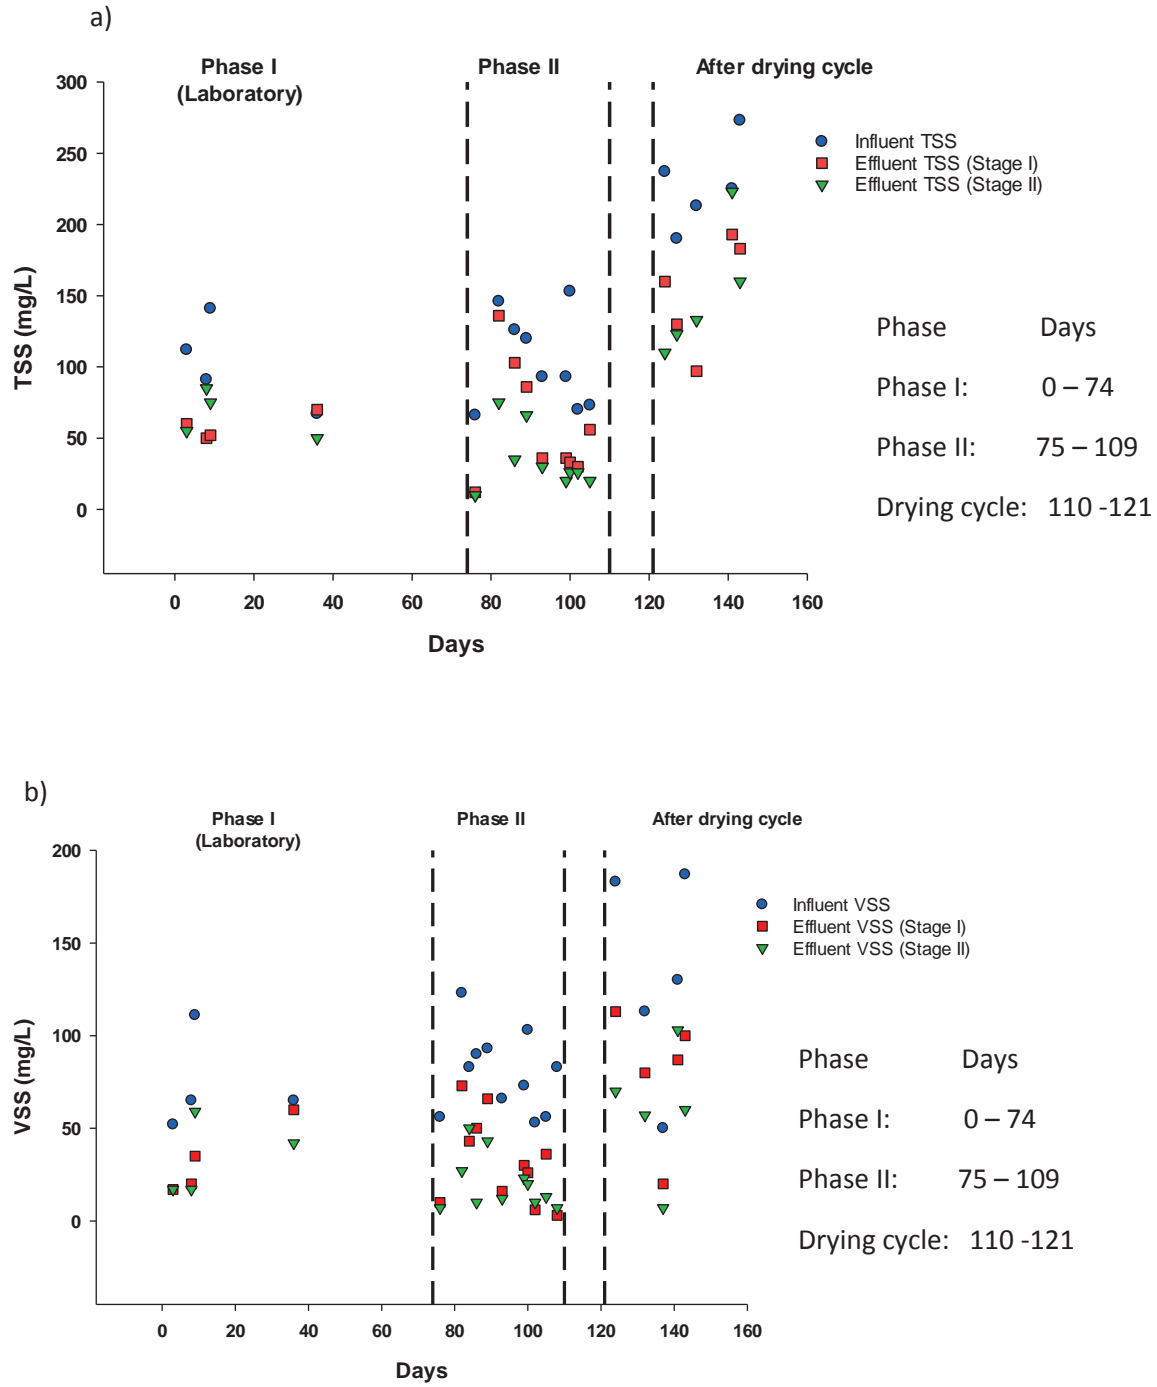 a)
Phase I
(Laboratory)
Phase II
After drying cycle
300
250
200
150
100
50
0
TSS (mg/L)
Influent TSS
Effluent TSS (Stage I)
Effluent TSS (Stage II)
Phase Days
Phase I: 0 – 74
Phase II: 75 – 109
Drying cycle: 110 -121
0 20 40 60 80 100 120 140 160
Days
b)
Phase I
(Laboratory)
Phase II
After drying cycle
200
150
100
50
0
VSS (mg/L)
Influent VSS
Effluent VSS (Stage I)
Effluent VSS (Stage II)
Phase Days
Phase I: 0 – 74
Phase II: 75 – 109
Drying cycle: 110 -121
0 20 40 60 80 100 120 140 160
Days